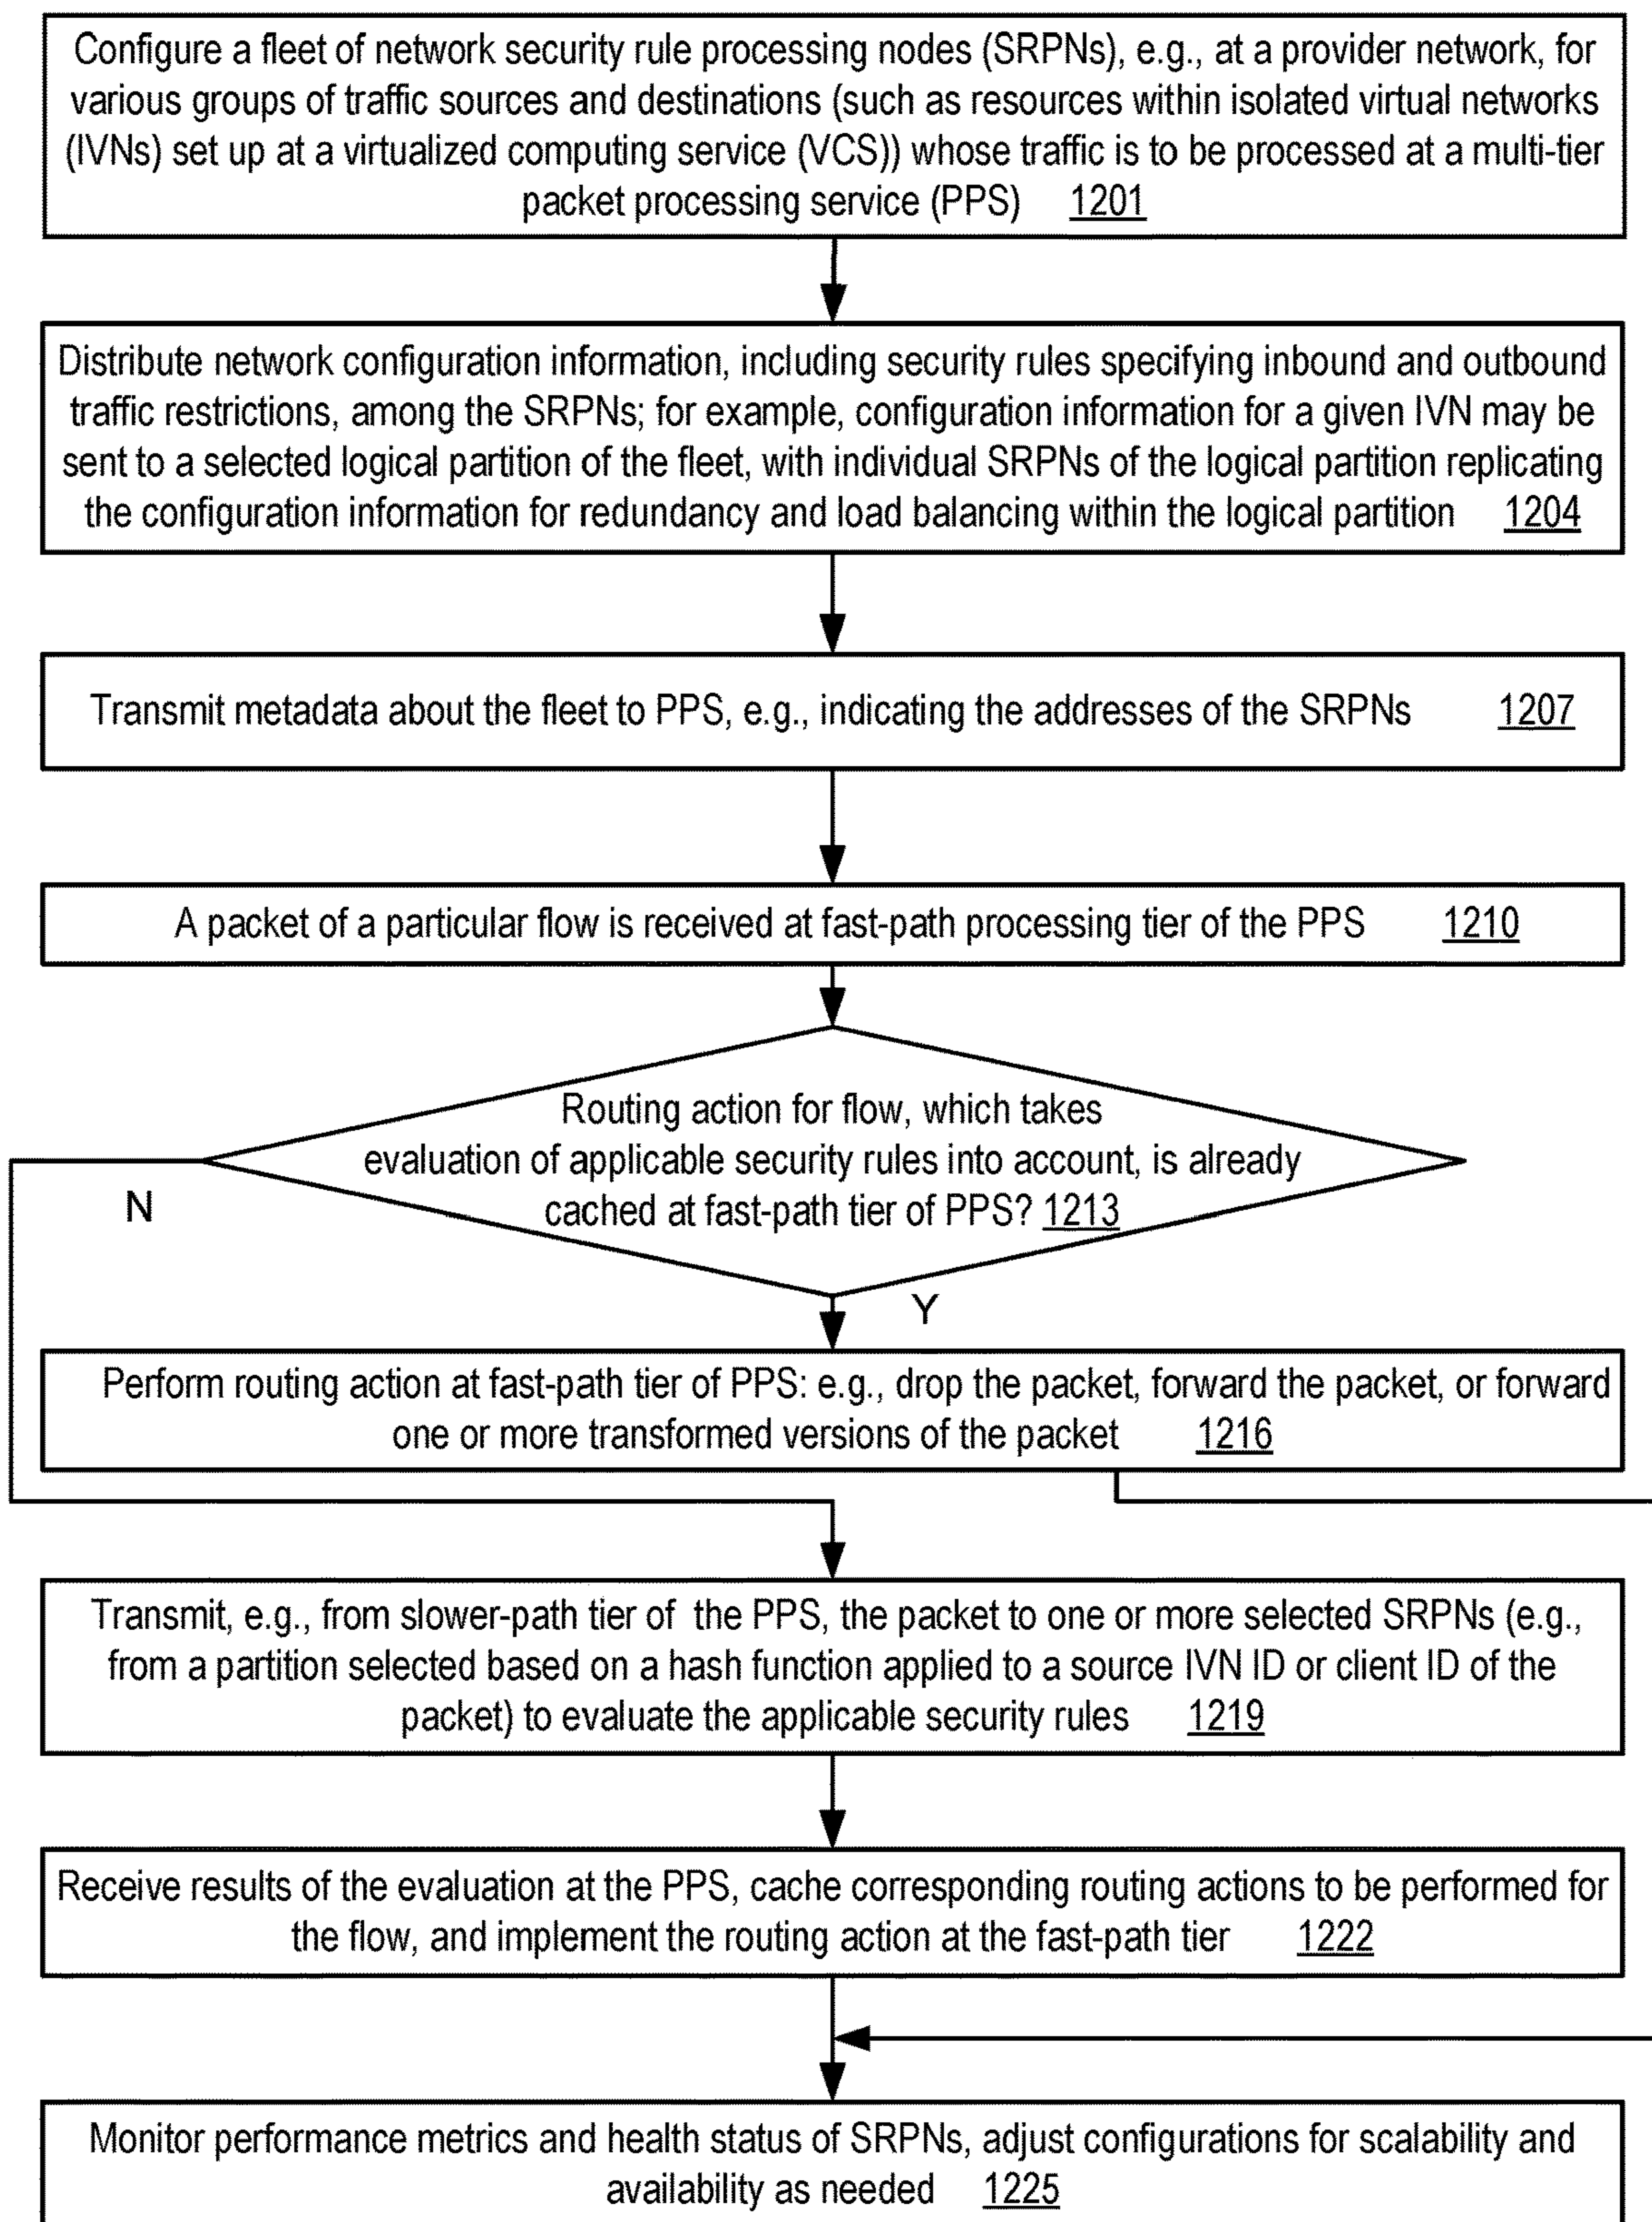 Configure a fleet of network security rule processing nodes (SRPNs), e.g., at a provider network, for
various groups of traffic sources and destinations (such as resources within isolated virtual networks
(IVNs) set up at a virtualized computing service (VCS)) whose traffic is to be processed at a multi-tier
packet processing service (PPS) 1201
Distribute network configuration information, including security rules specifying inbound and outbound
traffic restrictions, among the SRPNs; for example, configuration information for a given IVN may be
sent to a selected logical partition of the fleet, with individual SRPNs of the logical partition replicating
the configuration information for redundancy and load balancing within the logical partition 1204
Transmit metadata about the fleet to PPS, e.g., indicating the addresses of the SRPNs 1207
A packet of a particular flow is received at fast-path processing tier of the PPS 1210
Routing action for flow, which takes
evaluation of applicable security rules into account, is already
cached at fast-path tier of PPS? 1213
N
Y
Perform routing action at fast-path tier of PPS: e.g., drop the packet, forward the packet, or forward
one or more transformed versions of the packet 1216
Transmit, e.g., from slower-path tier of the PPS, the packet to one or more selected SRPNs (e.g.,
from a partition selected based on a hash function applied to a source IVN ID or client ID of the
packet) to evaluate the applicable security rules 1219
Receive results of the evaluation at the PPS, cache corresponding routing actions to be performed for
the flow, and implement the routing action at the fast-path tier 1222
Monitor performance metrics and health status of SRPNs, adjust configurations for scalability and
availability as needed 1225